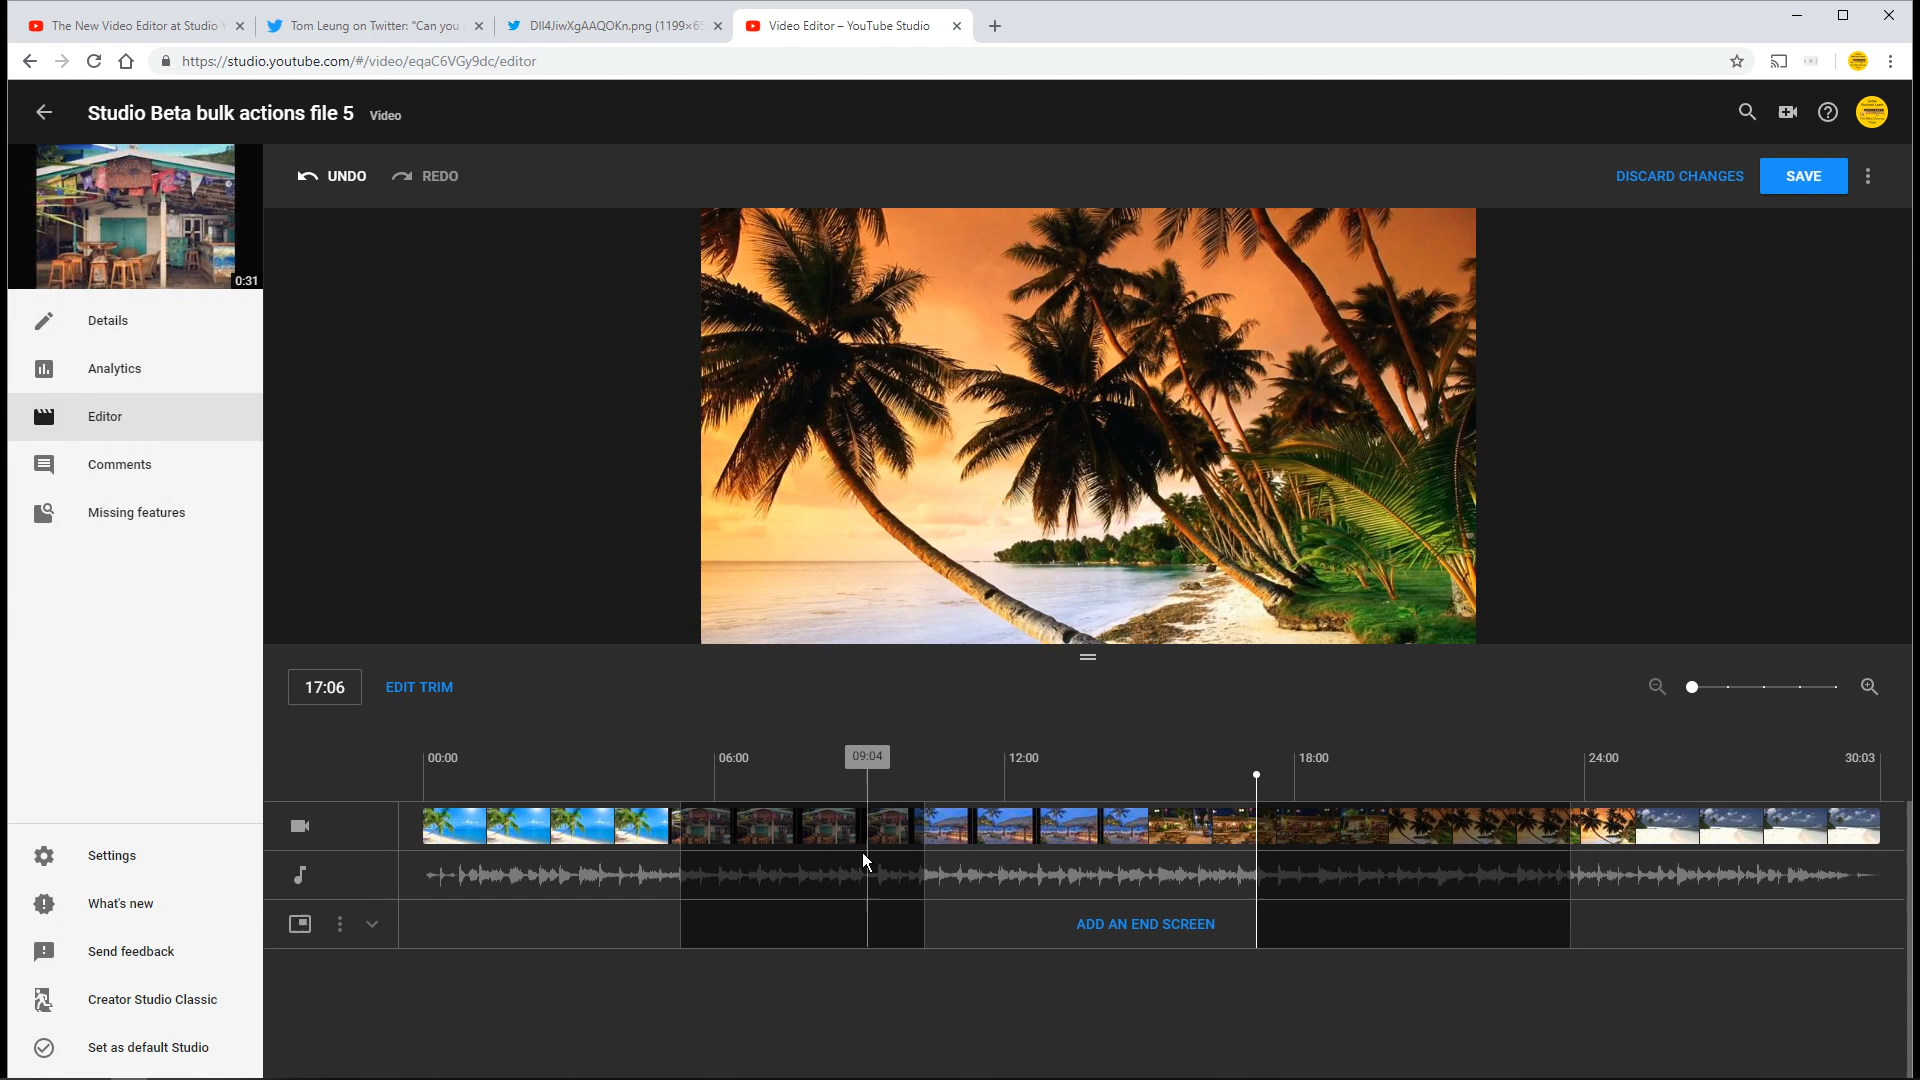 The New Video Editor at Studio Y
Tom Leung on Twitter: "Can you
DlI4JiwXgAAQOKn.png (1199×65
Video Editor – YouTube Studio
https://studio.youtube.com/#/video/eqaC6VGy9dc/editor
Studio Beta bulk actions file 5 Video
UNDO REDO DISCARD CHANGES SAVE
0:31
Details
Analytics
Editor
Comments
Missing features
17:06 EDIT TRIM
00:00 06:00 09:04 12:00 18:00 24:00 30:03
ADD AN END SCREEN
Settings
What's new
Send feedback
Creator Studio Classic
Set as default Studio